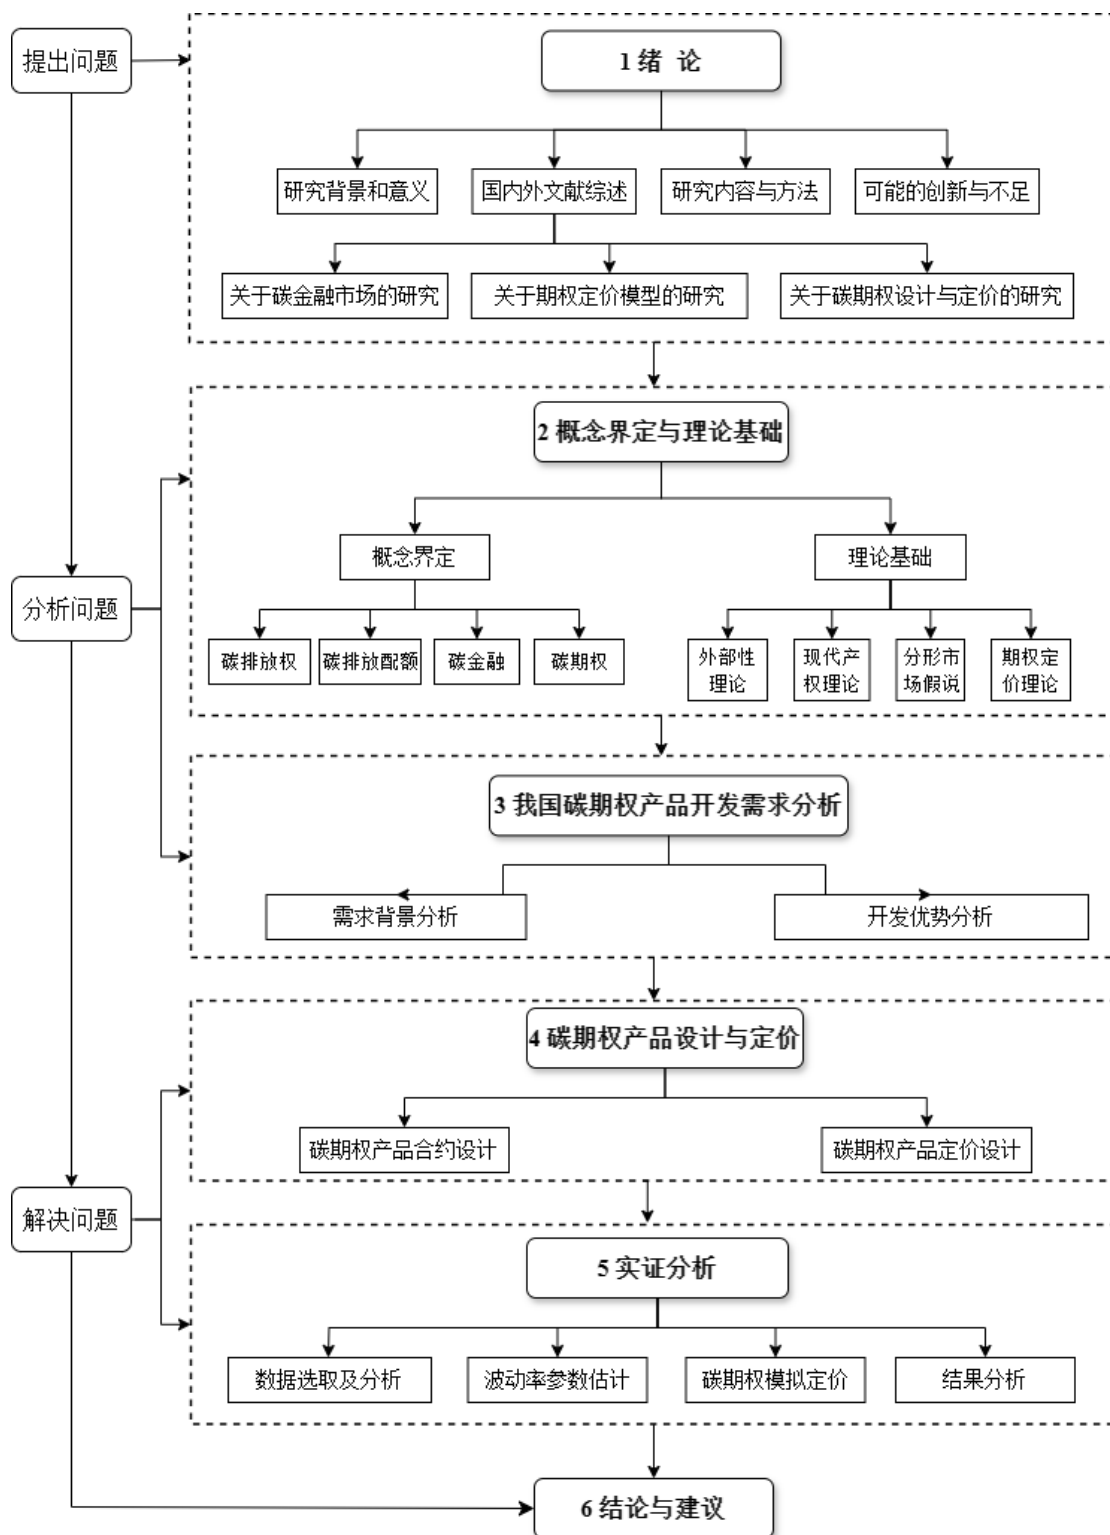 提出问题
1 绪 论
研究背景和意义
国内外文献综述
研究内容与方法
可能的创新与不足
关于碳金融市场的研究
关于期权定价模型的研究
关于碳期权设计与定价的研究
2 概念界定与理论基础
概念界定
理论基础
分析问题
碳排放权
碳排放配额
碳金融
碳期权
外部性
理论
现代产
权理论
分形市
场假说
期权定
价理论
3 我国碳期权产品开发需求分析
需求背景分析
开发优势分析
4 碳期权产品设计与定价
碳期权产品合约设计
碳期权产品定价设计
解决问题
5 实证分析
数据选取及分析
波动率参数估计
碳期权模拟定价
结果分析
6 结论与建议